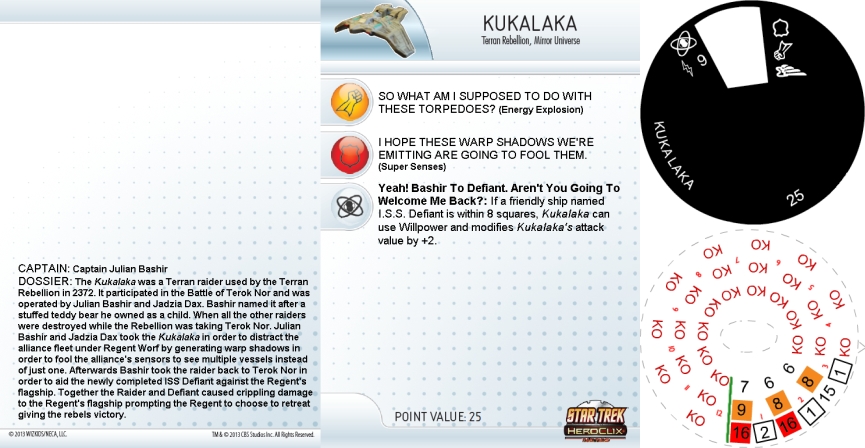 CAPTAIN: Captain Julian Bashir
DOSSIER: The Kukalaka was a Terran raider used by the Terran
Rebellion in 2372. It participated in the Battle of Terok Nor and was
operated by Julian Bashir and Jadzia Dax. Bashir named it after a
stuffed teddy bear he owned as a child. When all the other raiders
were destroyed while the Rebellion was taking Terok Nor. Julian
Bashir and Jadzia Dax took the Kukalaka in order to distract the
alliance fleet under Regent Worf by generating warp shadows in
order to fool the alliance's sensors to see multiple vessels instead
of just one. Afterwards Bashir took the raider back to Terok Nor in
order to aid the newly completed ISS Defiant against the Regent's
flagship. Together the Raider and Defiant caused crippling damage
to the Regent's flagship prompting the Regent to choose to retreat
giving the rebels victory.
© 2013 WIZKIDS/NECA, LLC.
TM & © 2013 CBS Studios Inc. All Rights Reserved.
KUKALAKA
Terran Rebellion, Mirror Universe
SO WHAT AM I SUPPOSED TO DO WITH
THESE TORPEDOES? (Energy Explosion)
I HOPE THESE WARP SHADOWS WE'RE
EMITTING ARE GOING TO FOOL THEM.
(Super Senses)
Yeah! Bashir To Defiant. Aren't You Going To
Welcome Me Back?: If a friendly ship named
I.S.S. Defiant is within 8 squares, Kukalaka can
use Willpower and modifies Kukalaka's attack
value by +2.
POINT VALUE: 25
STAR TREK
HEROCLIX
6
KUKALAKA
25
KO KO KO KO KO KO KO KO KO
KO KO KO KO KO KO KO KO KO
7 6 6 8 1
9 8 1 15
16 2 16 1